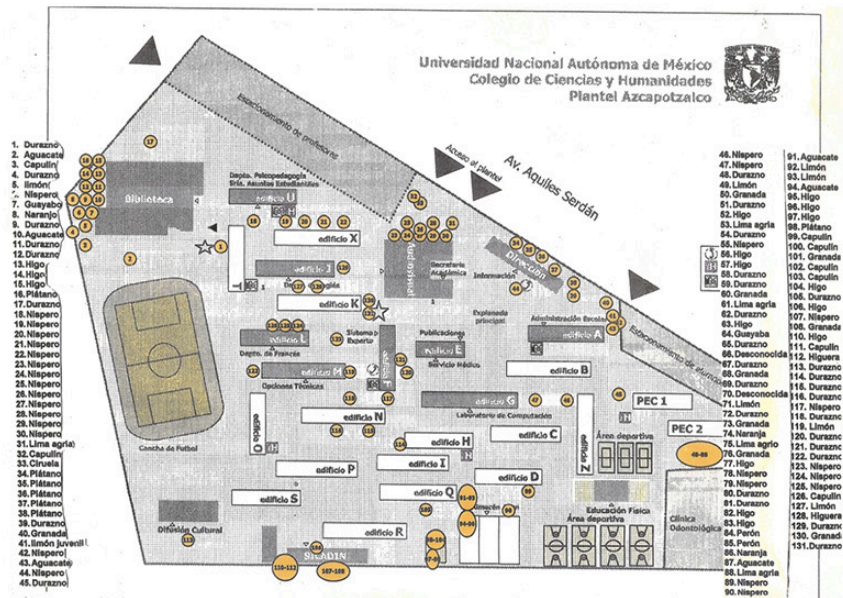 Universidad Nacional Autónoma de México
Colegio de Ciencias y Humanidades
Plantel Azcapotzalco
Estacionamiento de profesores
Acceso al plantel
Av. Aquiles Serdán
Biblioteca
Depto. Psicopedagogía
Sría. Asuntos Estudiantiles
edificio U
edificio X
edificio J
edificio K
Audiovisual
Secretaría
Académica
Información
Dirección
Explanada
principal
Administración Escolar
edificio A
edificio L
Depto. de Francés
Sistema
Experto
edificio F
Publicaciones
edificio E
Servicio Médico
edificio B
edificio M
Opciones Técnicas
edificio G
Laboratorio de Computación
edificio N
edificio O
edificio H
edificio C
edificio Z
PEC 1
PEC 2
Área deportiva
edificio P
edificio I
edificio D
edificio S
edificio Q
edificio R
Cancha de Futbol
Difusión Cultural
SILADIN
Educación Física
Área deportiva
Clínica
Odontológica
1. Durazno
2. Aguacate
3. Capulín
4. Durazno
5. limón
Níspero
7. Guayabo
8. Naranjo
9. Durazno
10. Aguacate
11. Durazno
12. Durazno
13. Higo
14. Higo
15. Higo
16. Plátano
17. Durazno
18. Níspero
19. Níspero
20. Níspero
21. Níspero
22. Níspero
23. Níspero
24. Níspero
25. Níspero
26. Níspero
27. Níspero
28. Níspero
29. Níspero
30. Níspero
31. Lima agria
32. Capulín
33. Ciruela
34. Plátano
35. Plátano
36. Plátano
37. Plátano
38. Plátano
39. Durazno
40. Granada
41. limón juvenil
42. Níspero
43. Aguacate
44. Níspero
45. Durazno
46. Níspero
47. Níspero
48. Durazno
49. Limón
50. Granada
51. Durazno
52. Higo
53. Lima agria
54. Durazno
55. Níspero
56. Higo
57. Higo
58. Durazno
59. Durazno
60. Granada
61. Lima agria
62. Durazno
63. Higo
64. Guayaba
65. Durazno
66. Desconocida
67. Durazno
68. Granada
69. Durazno
70. Desconocida
71. Limón
72. Durazno
73. Granada
74. Naranja
75. Lima agrio
76. Granada
77. Higo
78. Níspero
79. Níspero
80. Durazno
81. Durazno
82. Higo
83. Higo
84. Perón
85. Perón
86. Naranja
87. Aguacate
88. Lima agria
89. Níspero
90. Níspero
91. Aguacate
92. Limón
93. Limón
94. Aguacate
95. Higo
96. Higo
97. Higo
98. Plátano
99. Capulín
100. Capulín
101. Granada
102. Capulín
103. Capulín
104. Higo
105. Durazno
106. Higo
107. Níspero
108. Granada
110. Higo
111. Capulín
112. Higuera
113. Durazno
114. Durazno
115. Durazno
116. Durazno
117. Níspero
118. Durazno
119. Limón
120. Durazno
121. Durazno
122. Durazno
123. Níspero
124. Níspero
125. Níspero
126. Capulín
127. Limón
128. Higuera
129. Durazno
130. Granada
131. Durazno